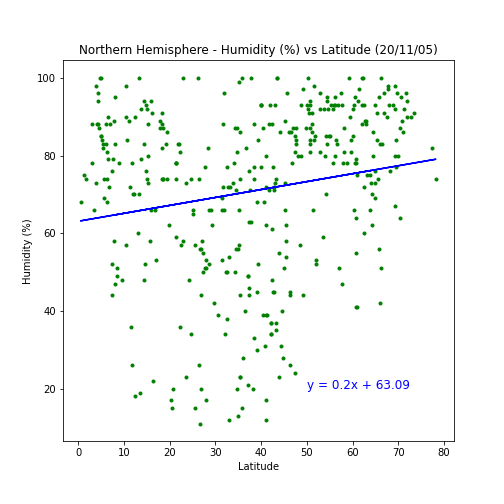 Northern Hemisphere - Humidity (%) vs Latitude (20/11/05)
100
80
60
40
20
Humidity (%)
y = 0.2x + 63.09
0 10 20 30 40 50 60 70 80
Latitude